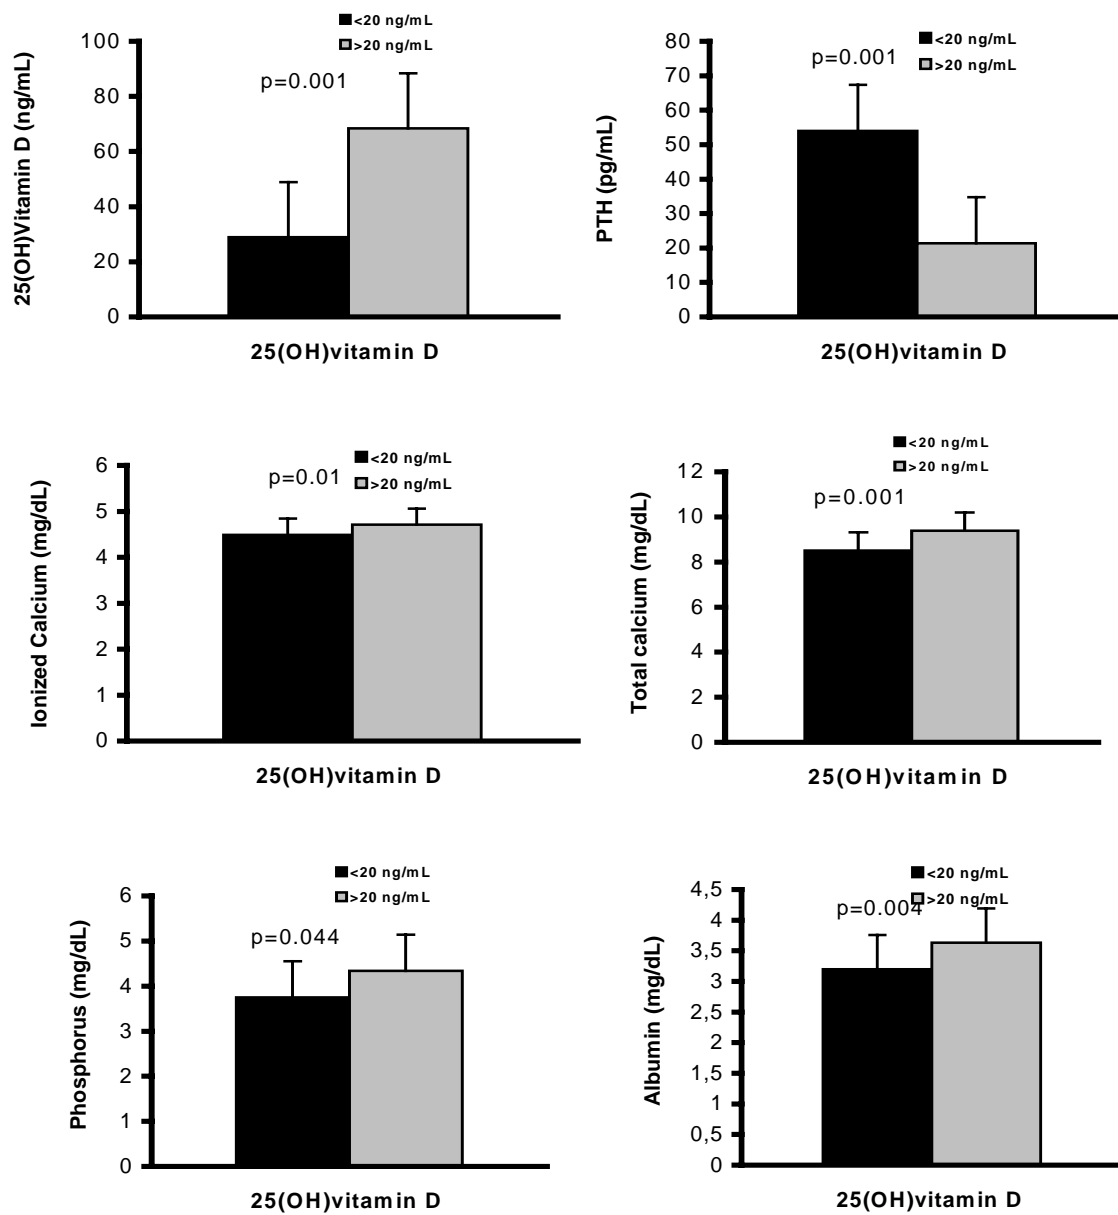 <20 ng/mL
>20 ng/mL
p=0.001
100
80
60
40
20
0
25(OH)Vitamin D (ng/mL)
25(OH)vitamin D
<20 ng/mL
>20 ng/mL
p=0.001
80
70
60
50
40
30
20
10
0
PTH (pg/mL)
25(OH)vitamin D
<20 ng/mL
>20 ng/mL
p=0.01
6
5
4
3
2
1
0
Ionized Calcium (mg/dL)
25(OH)vitamin D
<20 ng/mL
>20 ng/mL
p=0.001
12
10
8
6
4
2
0
Total calcium (mg/dL)
25(OH)vitamin D
<20 ng/mL
>20 ng/mL
p=0.044
6
5
4
3
2
1
0
Phosphorus (mg/dL)
25(OH)vitamin D
<20 ng/mL
>20 ng/mL
p=0.004
4,5
4
3,5
3
2,5
2
1,5
1
0,5
0
Albumin (mg/dL)
25(OH)vitamin D